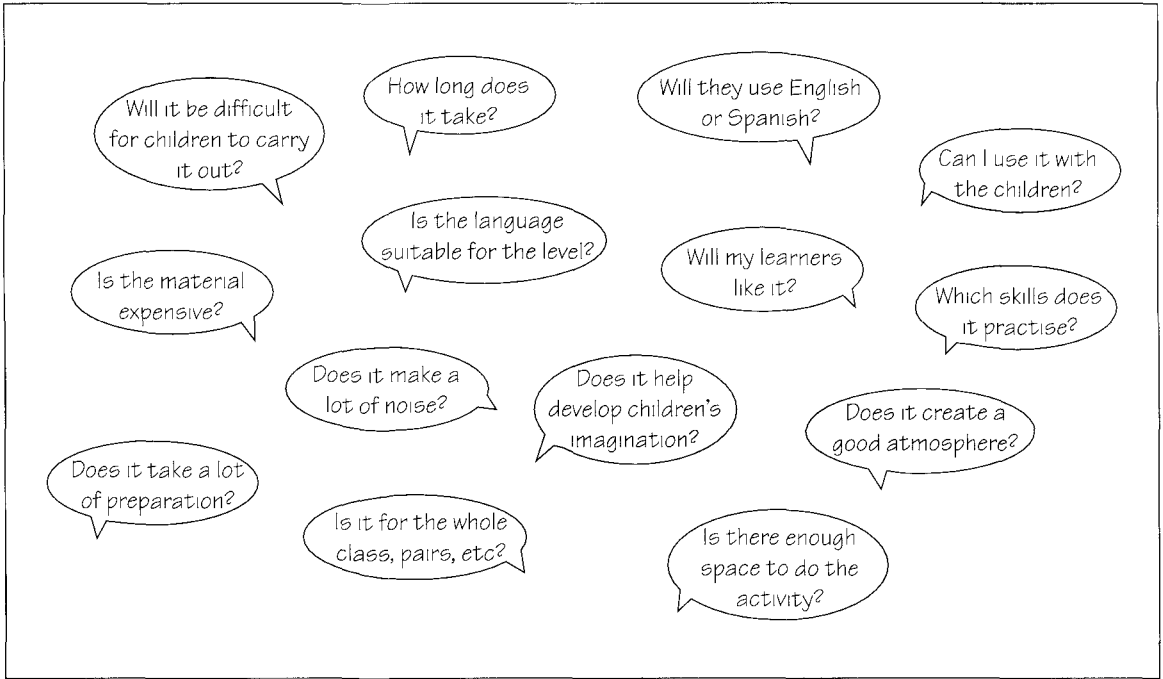 Will it be difficult
for children to carry
it out?
How long does
it take?
Will they use English
or Spanish?
Can I use it with
the children?
Is the language
suitable for the level?
Will my learners
like it?
Is the material
expensive?
Which skills does
it practise?
Does it make a
lot of noise?
Does it help
develop children's
imagination?
Does it create a
good atmosphere?
Does it take a lot
of preparation?
Is it for the whole
class, pairs, etc?
Is there enough
space to do the
activity?